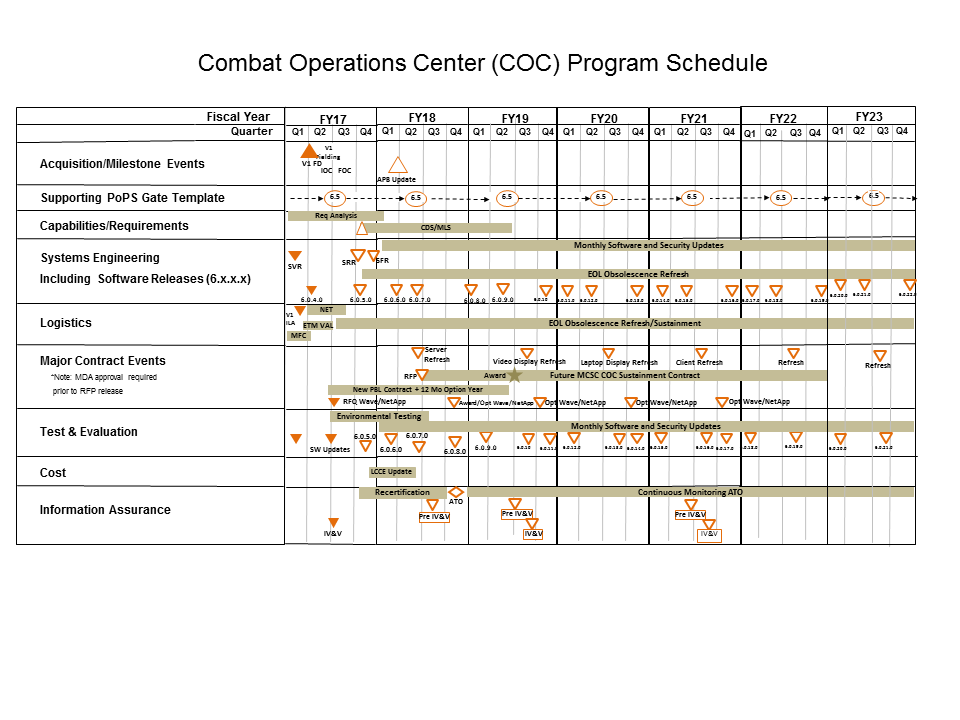 Combat Operations Center (COC) Program Schedule
Fiscal Year FY17 FY18 FY19 FY20 FY21 FY22 FY23
Quarter Q1 Q2 Q3 Q4 Q1 Q2 Q3 Q4 Q1 Q2 Q3 Q4 Q1 Q2 Q3 Q4 Q1 Q2 Q3 Q4 Q1 Q2 Q3 Q4 Q1 Q2 Q3 Q4
V1
Acquisition/Milestone Events V1 FD
IOC FOC
APB Update
Supporting PoPS Gate Template 6.5 6.5 6.5 6.5 6.5 6.5 6.5
Req Analysis
Capabilities/Requirements CDS/MLS
Monthly Software and Security Updates
Systems Engineering SVR SRR SFR
Including Software Releases (6.x.x.x) EOL Obsolescence Refresh
6.0.4.0 6.0.6.0 6.0.7.0 6.0.8.0 6.0.9.0 6.0.10
NET
V1
ILA
Logistics ETM VAL EOL Obsolescence Refresh/Sustainment
MFC
Server
Refresh
Major Contract Events Video Display Refresh Laptop Display Refresh Client Refresh Refresh Refresh
*Note: MDA approval required RFP Award Future MCSC COC Sustainment Contract
prior to RFP release New PBL Contract + 12 Mo Option Year
RFQ Wave/NetApp Award/Opt Wave/NetApp Opt Wave/NetApp Opt Wave/NetApp Opt Wave/NetApp
Environmental Testing
Monthly Software and Security Updates
Test & Evaluation 6.0.5.0 6.0.7.0
SW Updates 6.0.6.0 6.0.8.0 6.0.9.0
Cost LCCE Update
Recertification Continuous Monitoring ATO
ATO
Information Assurance Pre IV&V Pre IV&V Pre IV&V
IV&V IV&V IV&V